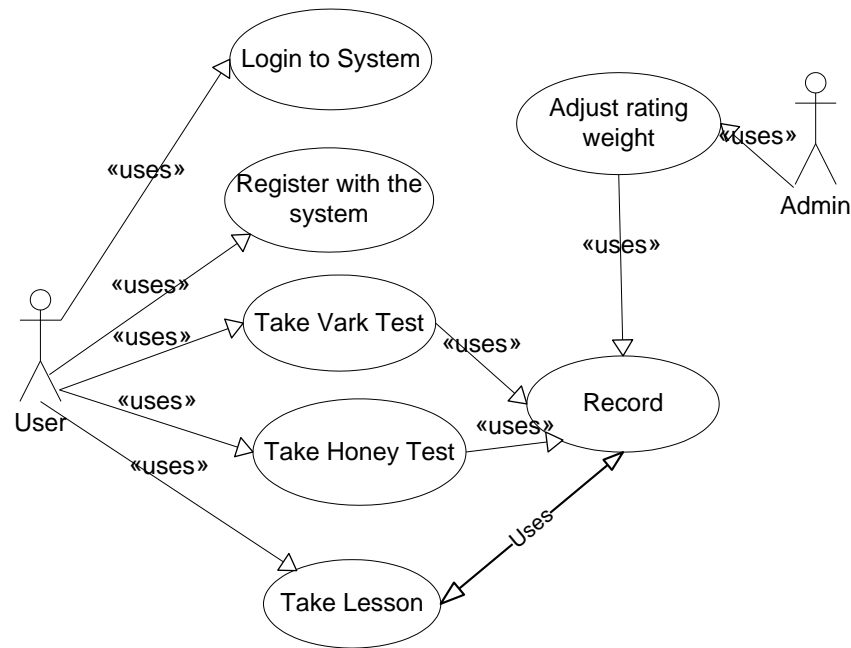 Login to System
Adjust rating
weight
«uses»
Admin
«uses»
Register with the
system
«uses»
«uses»
Take Vark Test
«uses»
«uses»
User
«uses»
Take Honey Test
«uses»
Record
«uses»
Uses
Take Lesson